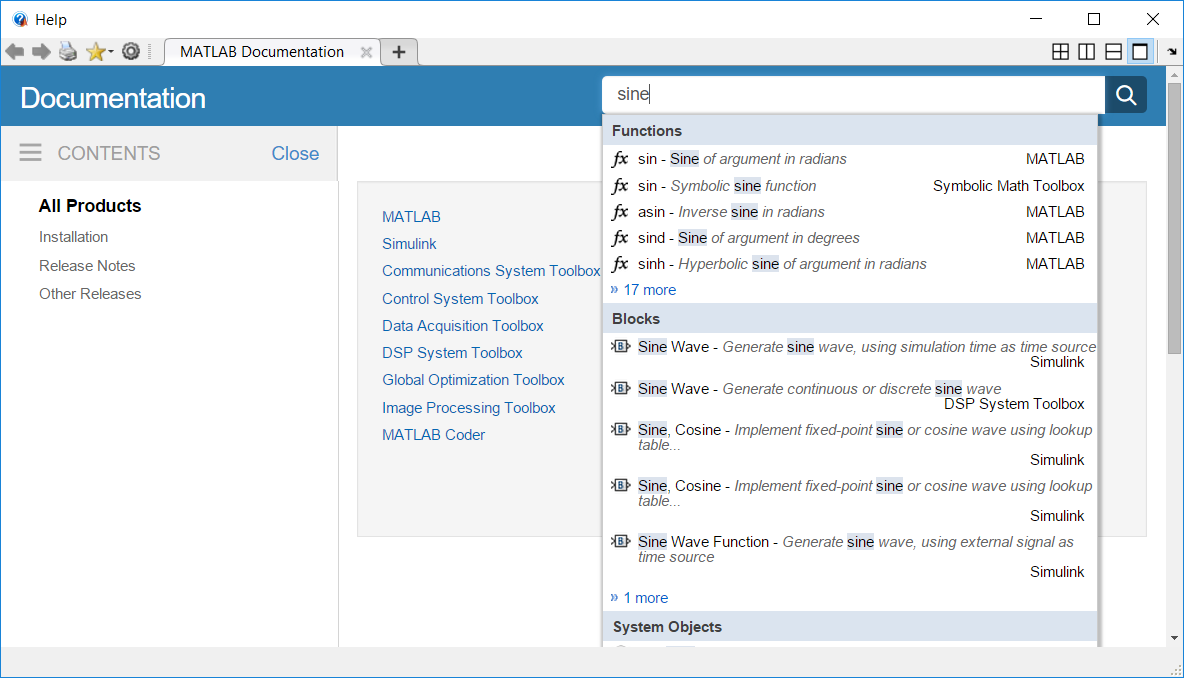 Help
MATLAB Documentation
Documentation
sine
CONTENTS
Close
All Products
Installation
Release Notes
Other Releases
MATLAB
Simulink
Communications System Toolbox
Control System Toolbox
Data Acquisition Toolbox
DSP System Toolbox
Global Optimization Toolbox
Image Processing Toolbox
MATLAB Coder
Functions
fx sin - Sine of argument in radians MATLAB
fx sin - Symbolic sine function Symbolic Math Toolbox
fx asin - Inverse sine in radians MATLAB
fx sind - Sine of argument in degrees MATLAB
fx sinh - Hyperbolic sine of argument in radians MATLAB
» 17 more
Blocks
B Sine Wave - Generate sine wave, using simulation time as time source
Simulink
B Sine Wave - Generate continuous or discrete sine wave
DSP System Toolbox
B Sine, Cosine - Implement fixed-point sine or cosine wave using lookup
table...
Simulink
B Sine, Cosine - Implement fixed-point sine or cosine wave using lookup
table...
Simulink
B Sine Wave Function - Generate sine wave, using external signal as
time source
Simulink
» 1 more
System Objects